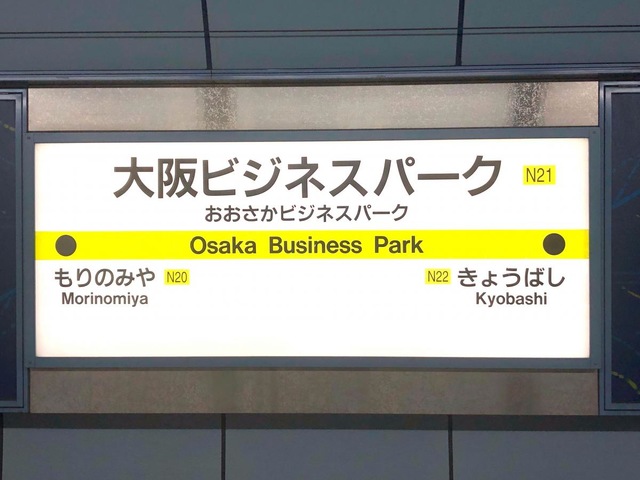 大阪ビジネスパーク N21
おおさかビジネスパーク
Osaka Business Park
もりのみや N20 N22 きょうばし
Morinomiya Kyobashi